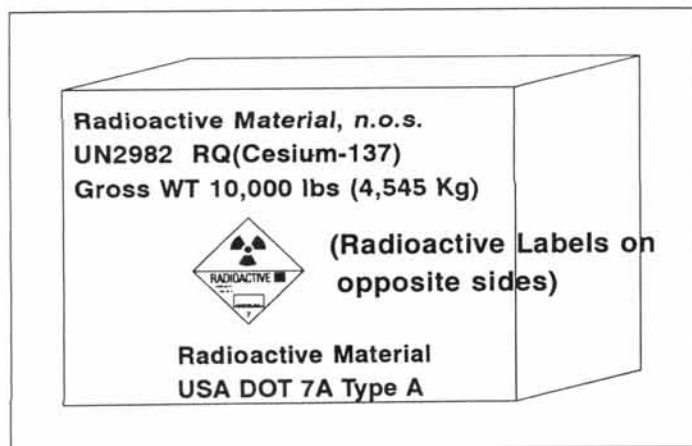 Radioactive Material, n.o.s.
UN2982 RQ(Cesium-137)
Gross WT 10,000 lbs (4,545 Kg)
RADIOACTIVE
(Radioactive Labels on
opposite sides)
7
Radioactive Material
USA DOT 7A Type A